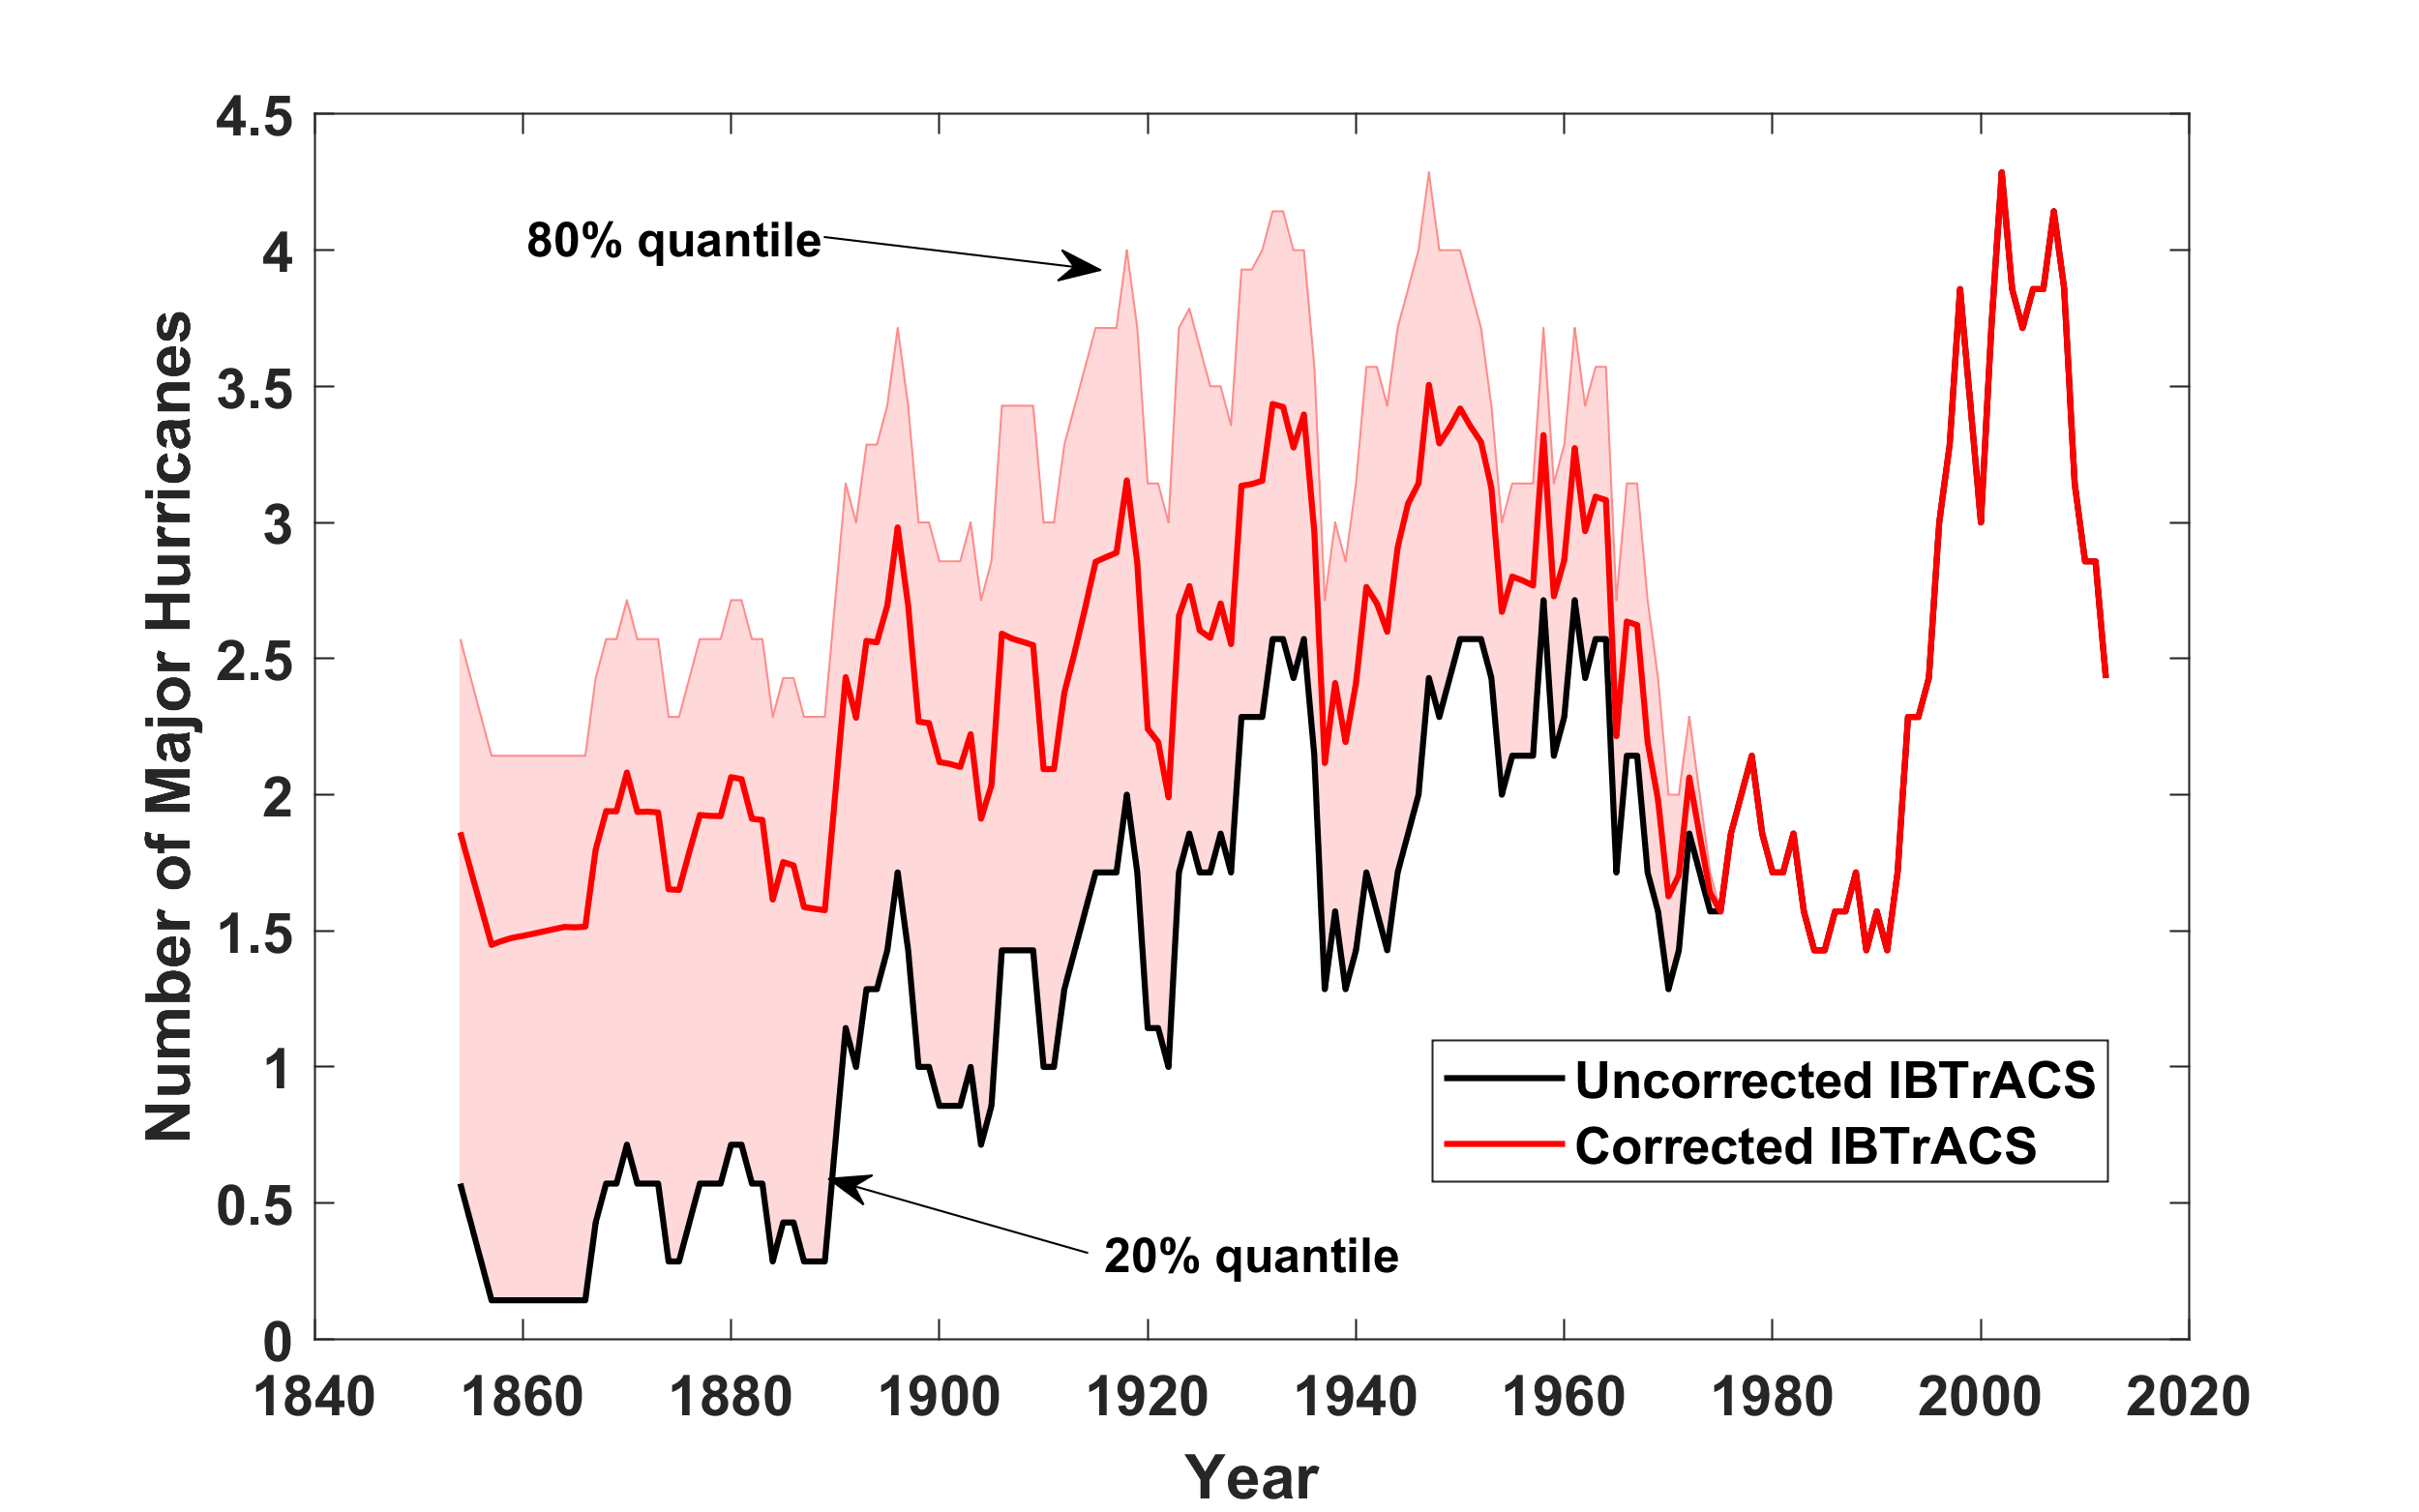 4.5
4
3.5
3
2.5
2
1.5
1
0.5
0
Number of Major Hurricanes
80% quantile
20% quantile
Uncorrected IBTrACS
Corrected IBTrACS
1840 1860 1880 1900 1920 1940 1960 1980 2000 2020
Year